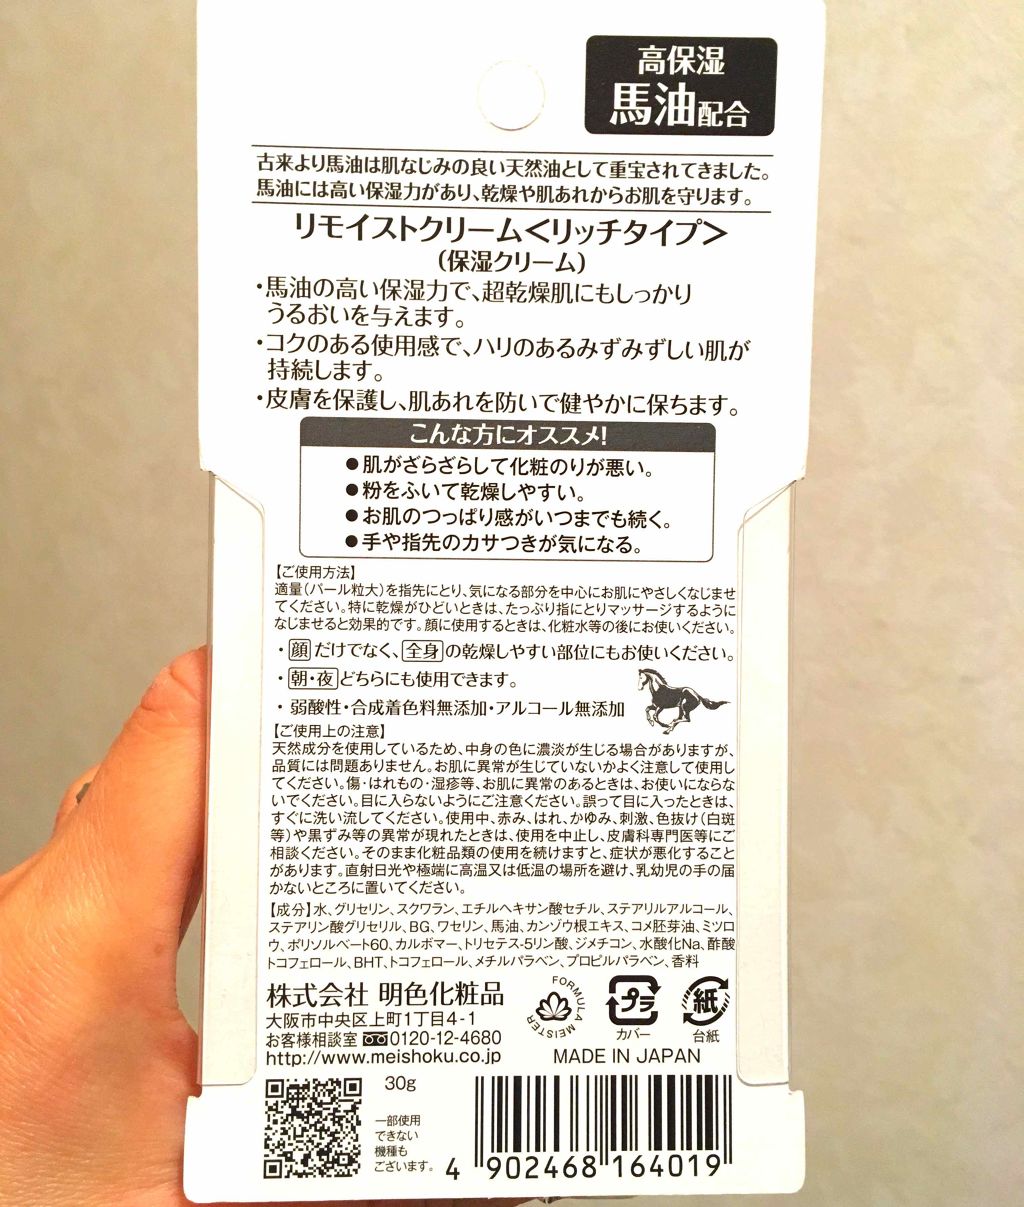 高保湿
馬油配合
古来より馬油は肌なじみの良い天然油として重宝されてきました。
馬油には高い保湿力があり、乾燥や肌あれからお肌を守ります。
リモイストクリーム<リッチタイプ>
(保湿クリーム)
・馬油の高い保湿力で、超乾燥肌にもしっかり
うるおいを与えます。
・コクのある使用感で、ハリのあるみずみずしい肌が
持続します。
・皮膚を保護し、肌あれを防いで健やかに保ちます。
こんな方にオススメ!
●肌がざらざらして化粧のりが悪い。
●粉をふいて乾燥しやすい。
●お肌のつっぱり感がいつまでも続く。
●手や指先のカサつきが気になる。
【ご使用方法】
適量(パール粒大)を指先にとり、気になる部分を中心にお肌にやさしくなじませ
てください。特に乾燥がひどいときは、たっぷり指にとりマッサージするように
なじませると効果的です。顔に使用するときは、化粧水等の後にお使いください。
・顔だけでなく、全身の乾燥しやすい部位にもお使いください。
・朝・夜どちらにも使用できます。
・弱酸性・合成着色料無添加・アルコール無添加
【ご使用上の注意】
天然成分を使用しているため、中身の色に濃淡が生じる場合がありますが、
品質には問題ありません。お肌に異常が生じていないかよく注意して使用し
てください。傷・はれもの・湿疹等、お肌に異常のあるときは、お使いにならな
いでください。目に入らないようにご注意ください。誤って目に入ったときは、
すぐに洗い流してください。使用中、赤み、はれ、かゆみ、刺激、色抜け(白斑
等)や黒ずみ等の異常が現れたときは、使用を中止し、皮膚科専門医等にご
相談ください。そのまま化粧品類の使用を続けますと、症状が悪化すること
があります。直射日光や極端に高温又は低温の場所を避け、乳幼児の手の届
かないところに置いてください。
【成分】水、グリセリン、スクワラン、エチルヘキサン酸セチル、ステアリルアルコール、
ステアリン酸グリセリル、BG、ワセリン、馬油、カンゾウ根エキス、コメ胚芽油、ミツロ
ウ、ポリソルベート60、カルボマー、トリセテス-5リン酸、ジメチコン、水酸化Na、酢酸
トコフェロール、BHT、トコフェロール、メチルパラベン、プロピルパラベン、香料
株式会社 明色化粧品
大阪市中央区上町1丁目4-1
お客様相談室 0120-12-4680
http://www.meishoku.co.jp
FORMULA MEISTER
プラ
カバー
紙
台紙
MADE IN JAPAN
30g
一部使用
できない
機種も
ございます。
4 902468 164019